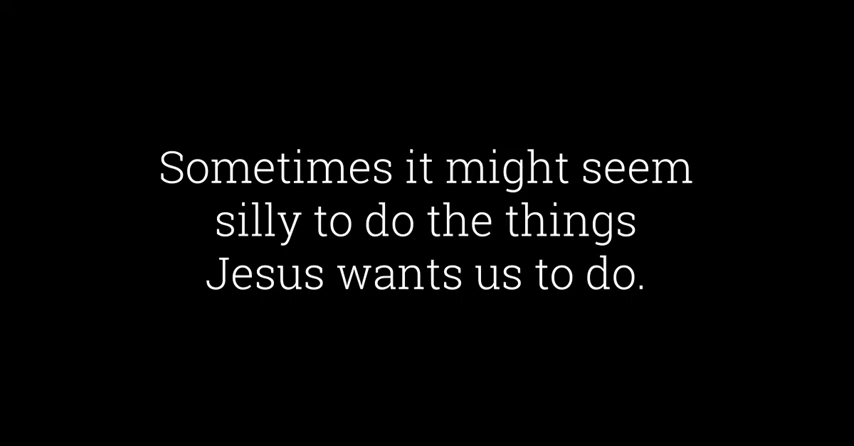 Sometimes it might seem
silly to do the things
Jesus wants us to do.